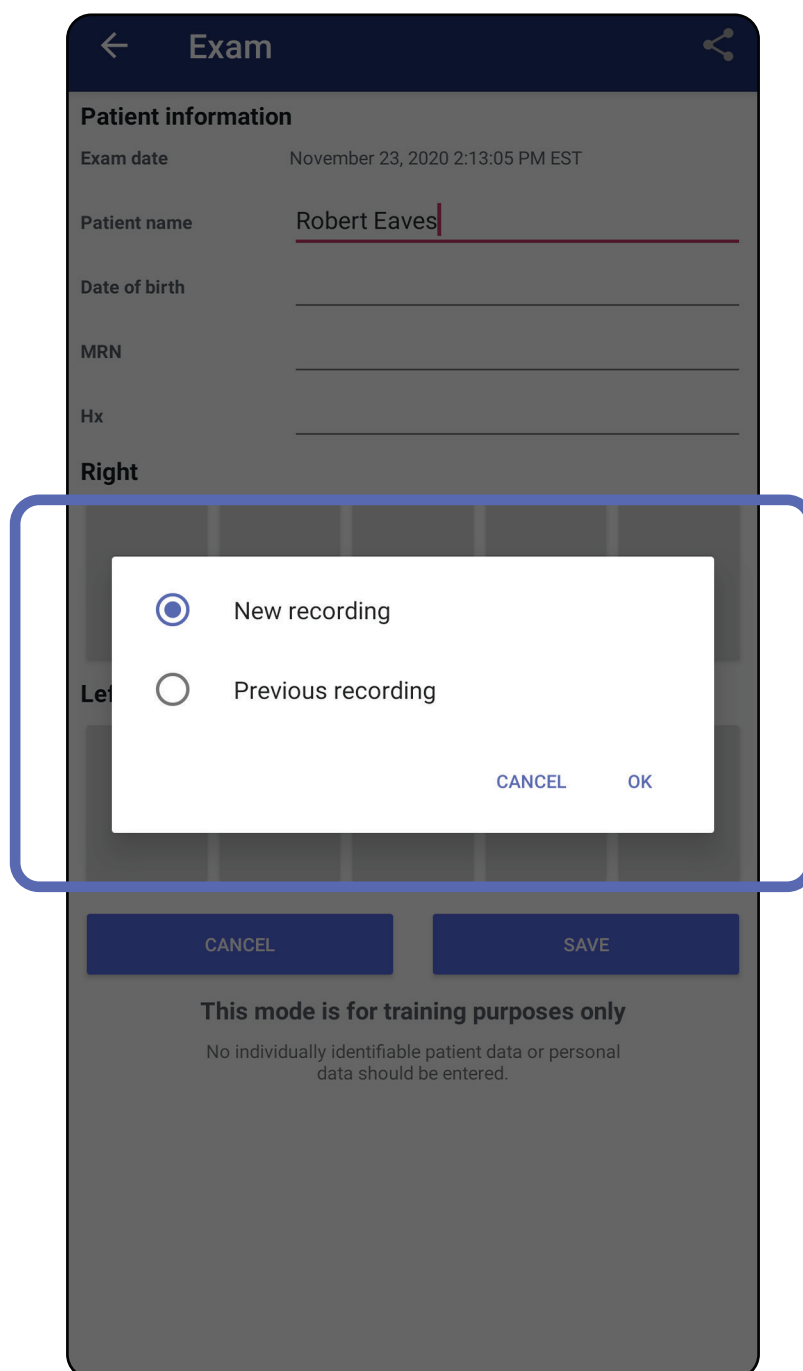 Exam
Patient information
Exam date November 23, 2020 2:13:05 PM EST
Patient name Robert Eaves
Date of birth
MRN
Hx
Right
New recording
Lef
Previous recording
CANCEL OK
CANCEL SAVE
This mode is for training purposes only
No individually identifiable patient data or personal
data should be entered.